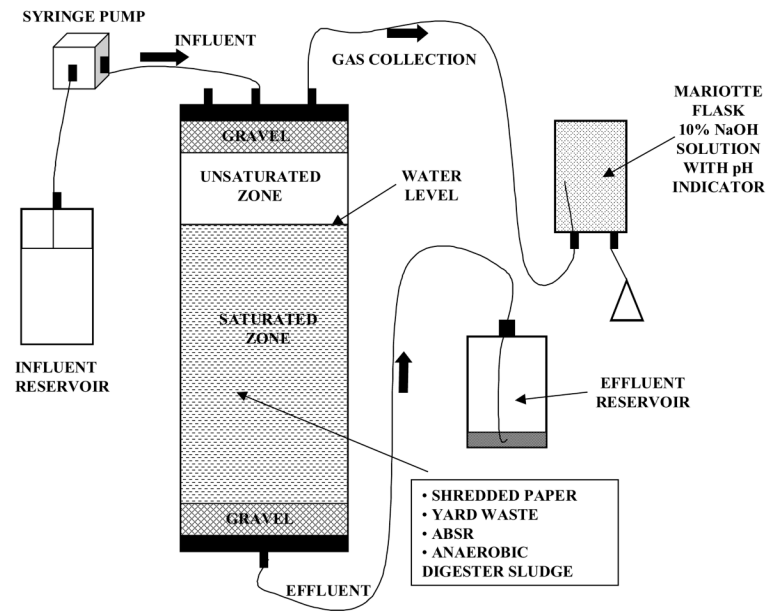 SYRINGE PUMP
INFLUENT
GAS COLLECTION
MARIOTTE
FLASK
10% NaOH
SOLUTION
WITH pH
INDICATOR
GRAVEL
UNSATURATED
ZONE
WATER
LEVEL
SATURATED
ZONE
INFLUENT
RESERVOIR
EFFLUENT
RESERVOIR
GRAVEL
• SHREDDED PAPER
• YARD WASTE
• ABSR
• ANAEROBIC
DIGESTER SLUDGE
EFFLUENT